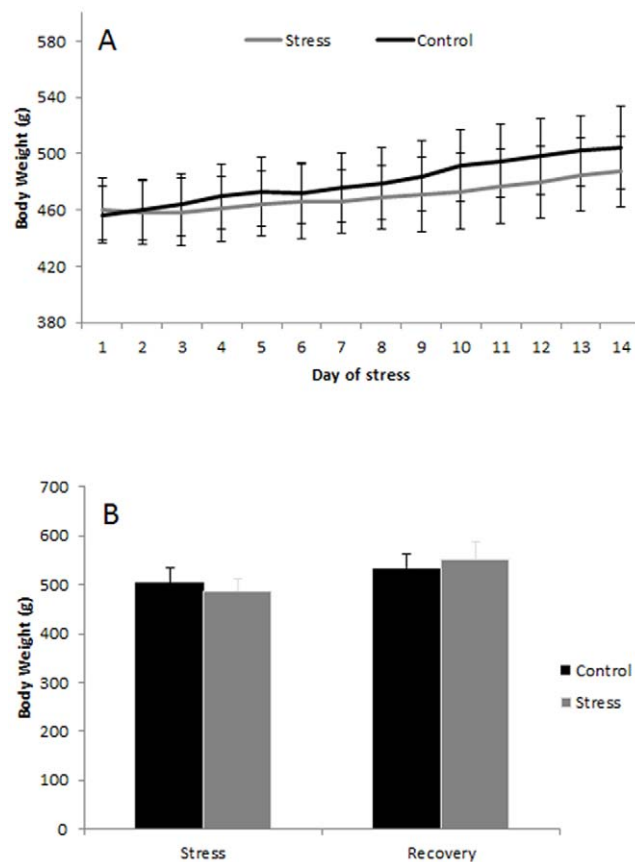 A
Stress Control
580
540
500
460
420
380
Body Weight (g)
1 2 3 4 5 6 7 8 9 10 11 12 13 14
Day of stress
B
700
600
500
400
300
200
100
0
Body Weight (g)
Control
Stress
Stress Recovery